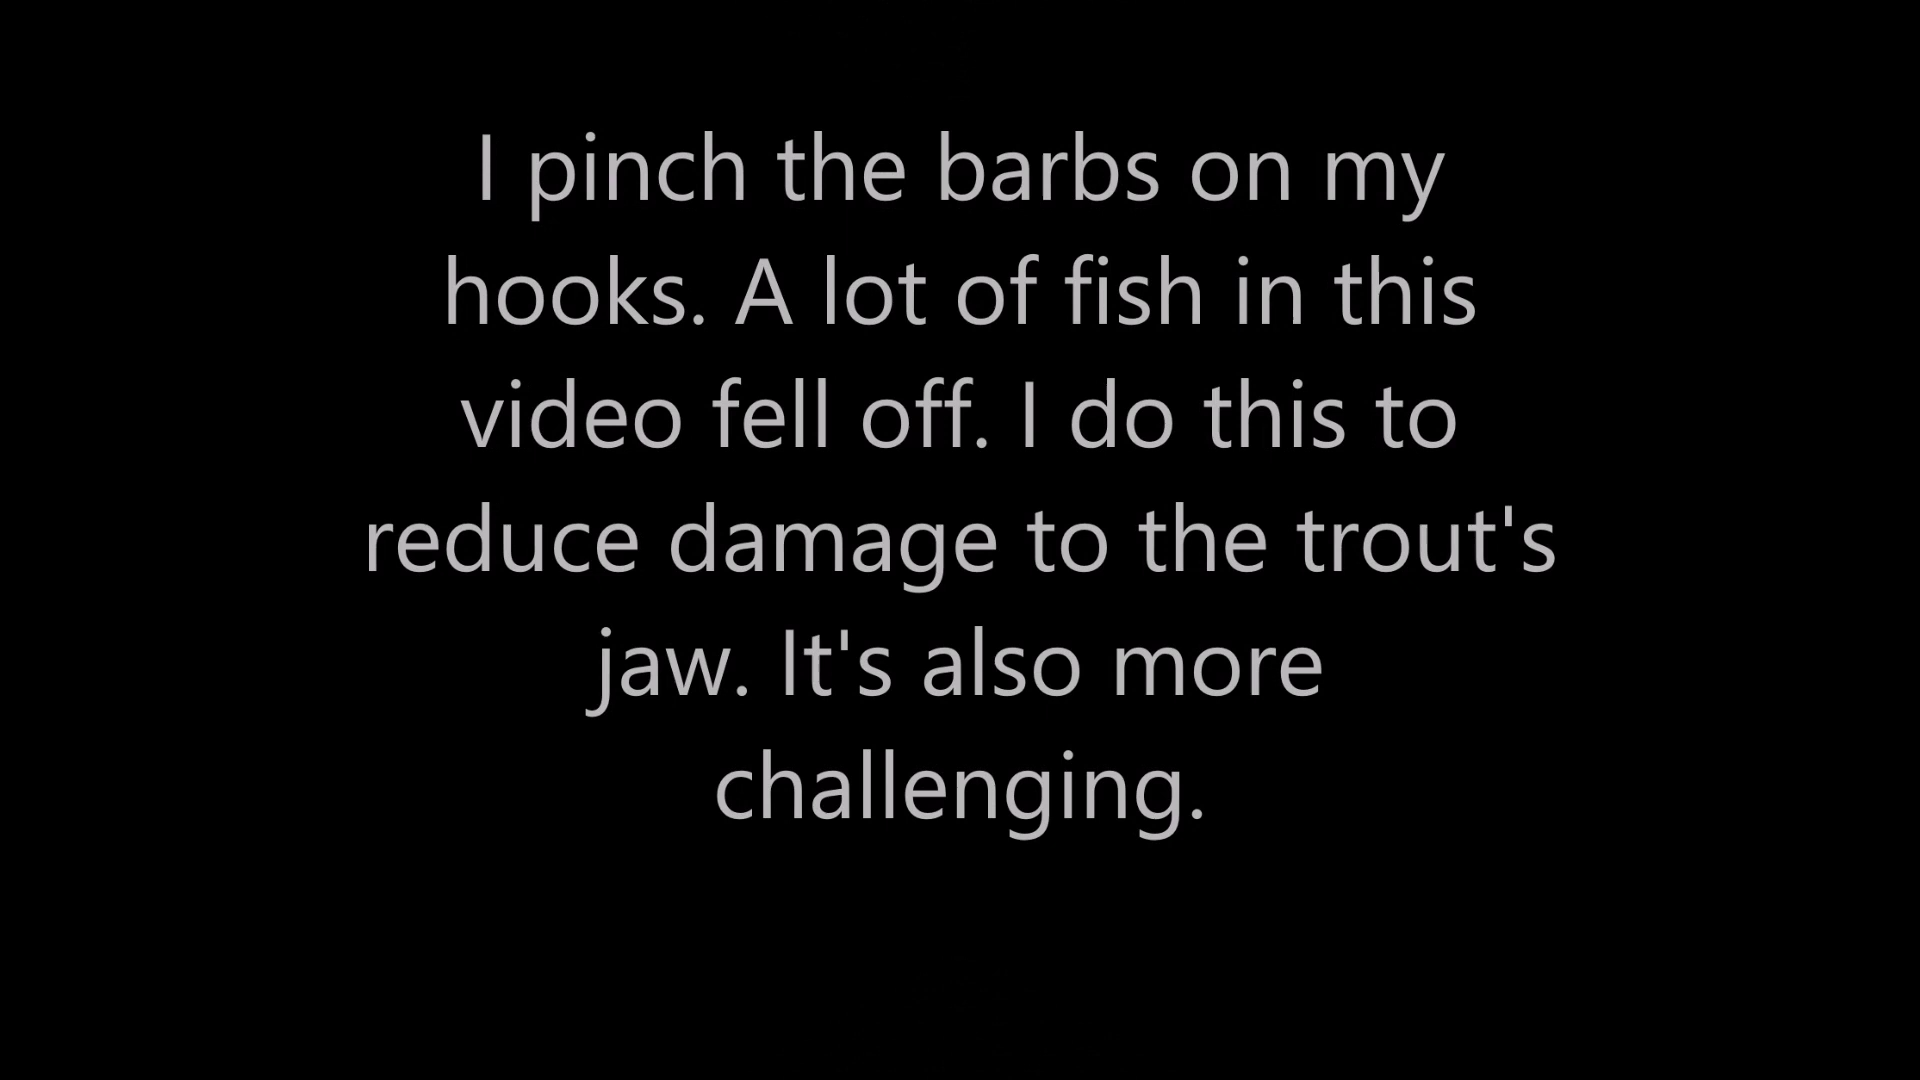 I pinch the barbs on my
hooks. A lot of fish in this
video fell off. I do this to
reduce damage to the trout's
jaw. It's also more
challenging.